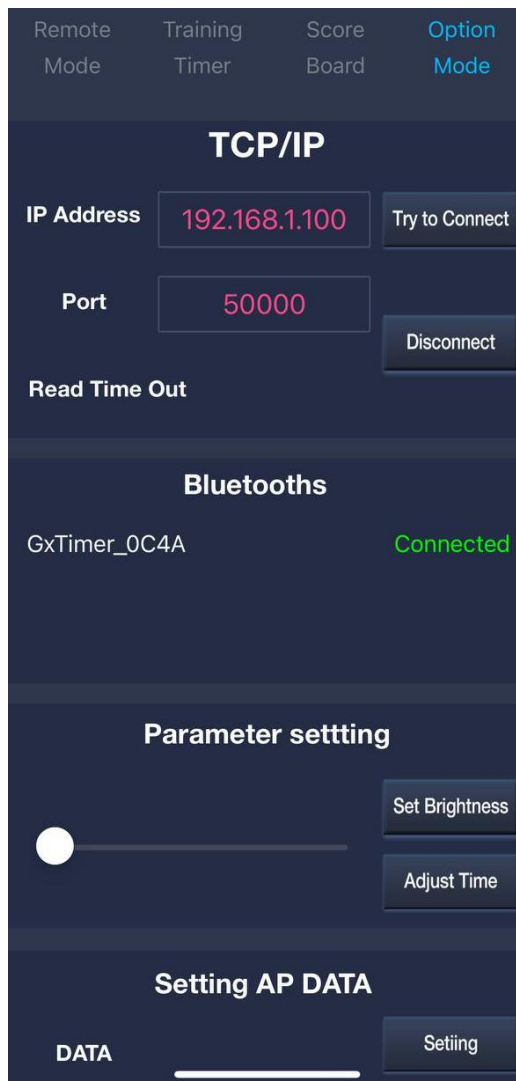 Remote Training Score Option
Mode Timer Board Mode
TCP/IP
IP Address 192.168.1.100 Try to Connect
Port 50000
Disconnect
Read Time Out
Bluetooths
GxTimer_0C4A Connected
Parameter settting
Set Brightness
Adjust Time
Setting AP DATA
DATA Setiing